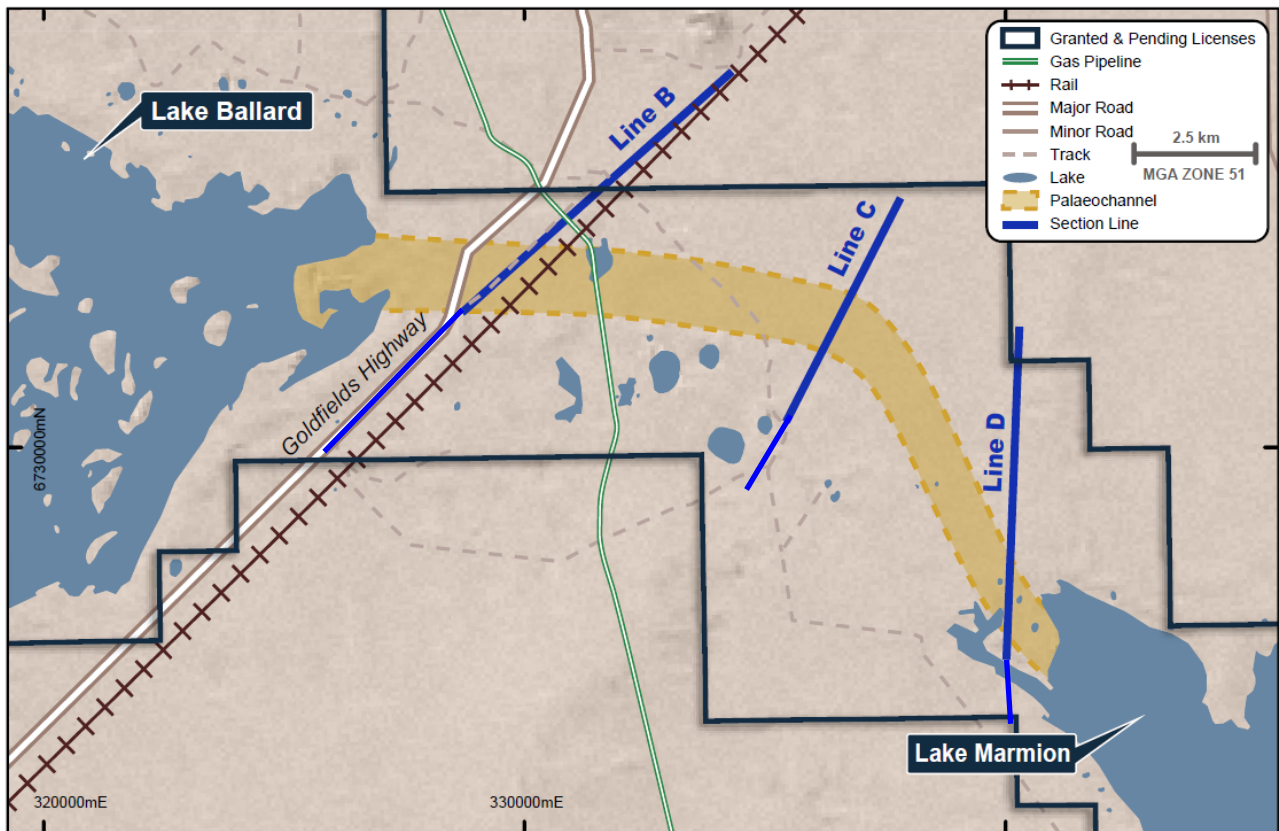 Lake Ballard
Line B
Granted & Pending Licenses
Gas Pipeline
Rail
Major Road
Minor Road
Track
Lake
Palaeochannel
Section Line
2.5 km
MGA ZONE 51
Line C
Goldfields Highway
Line D
6730000mN
Lake Marmion
320000mE
330000mE